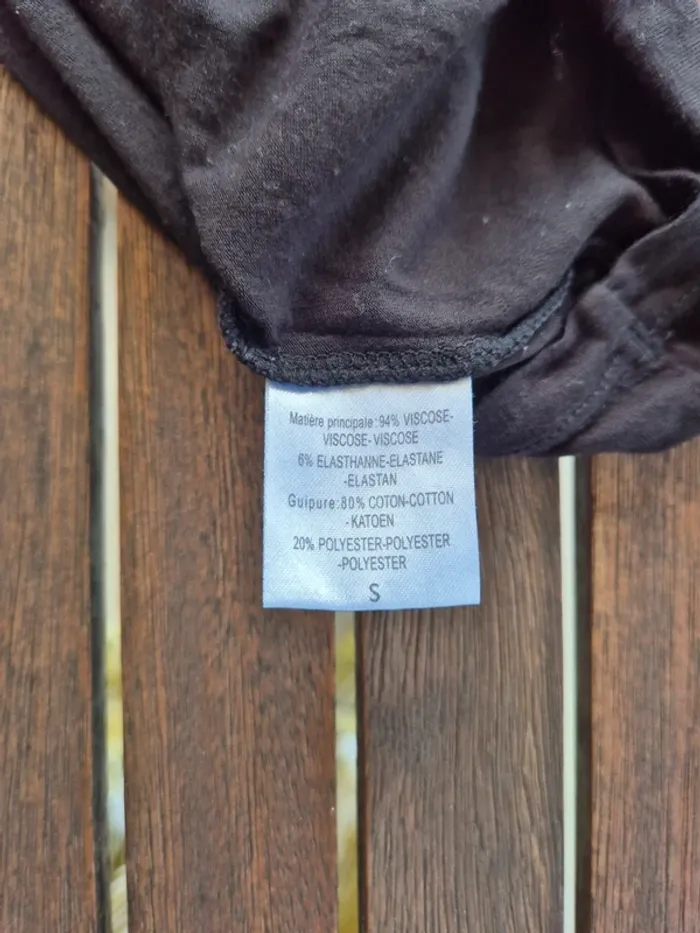 Matière principale:94% VISCOSE-
VISCOSE- VISCOSE
6% ELASTHANNE-ELASTANE
-ELASTAN
Guipure:80% COTON-COTTON
-KATOEN
20% POLYESTER-POLYESTER
-POLYESTER
S